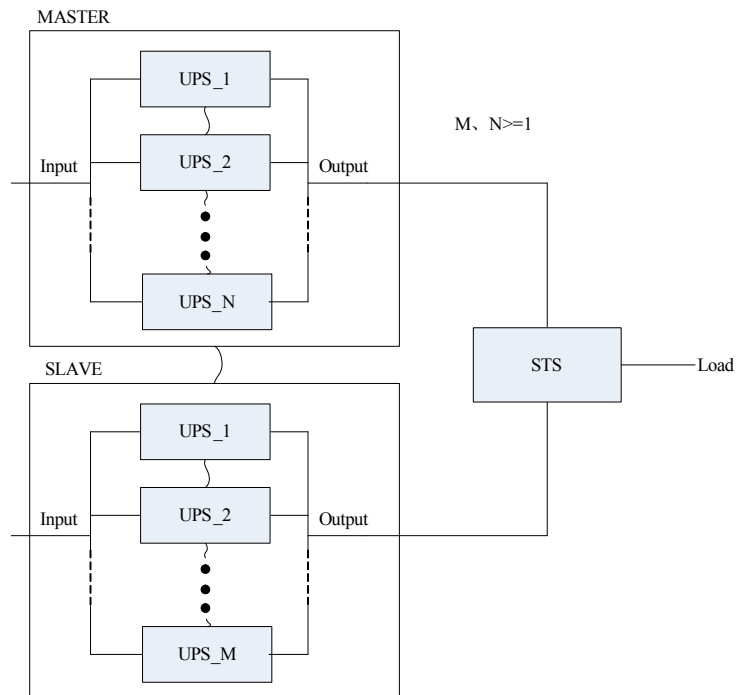 MASTER
UPS_1
M、N>=1
UPS_2
Input
Output
UPS_N
STS
Load
SLAVE
UPS_1
UPS_2
Input
Output
UPS_M